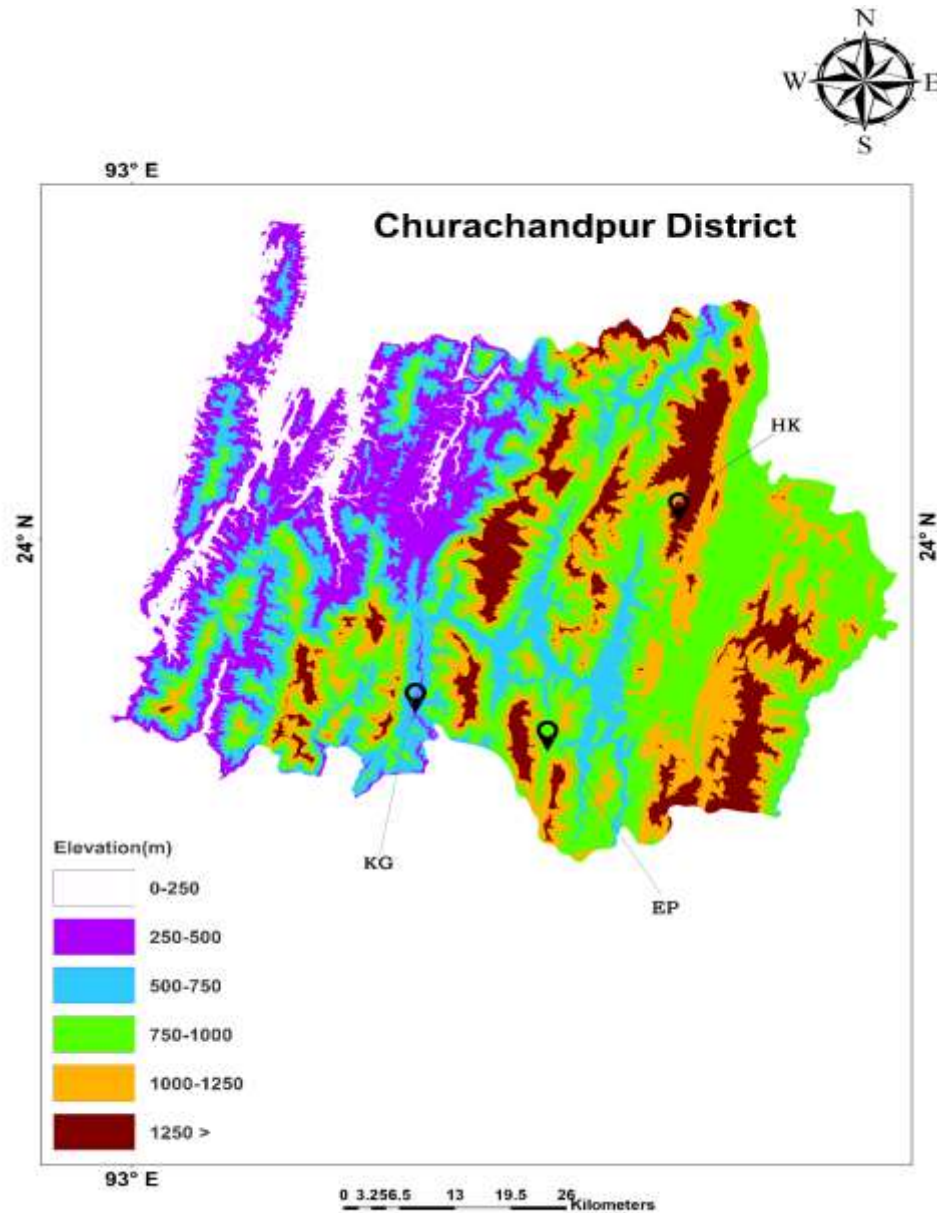 N
W E
S
93° E
Churachandpur District
HK
24° N
24° N
KG
EP
Elevation(m)
0-250
250-500
500-750
750-1000
1000-1250
1250 >
93° E
0 3.256.5 13 19.5 26
Kilometers